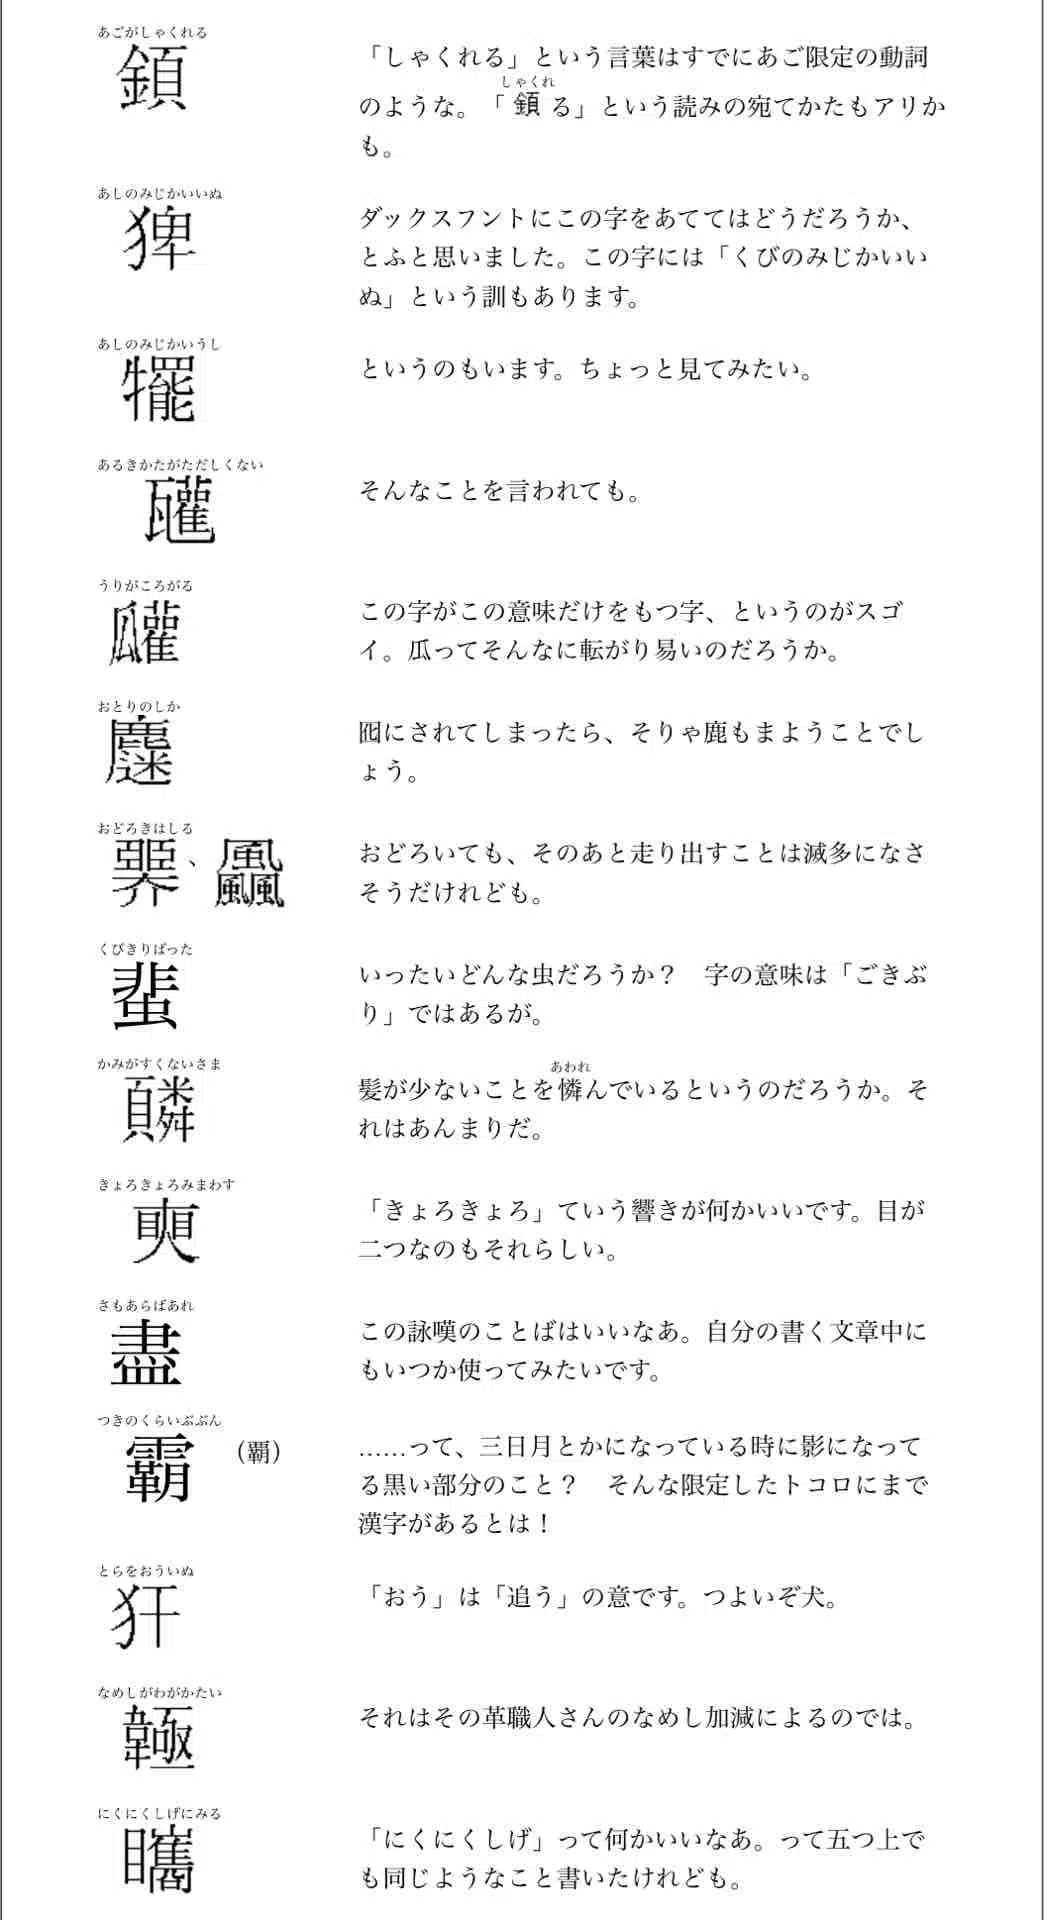 あごがしゃくれる
顉
「しゃくれる」という言葉はすでにあご限定の動詞
しゃくれ
のような。「顉る」という読みの宛てかたもアリか
も。
あしのみじかいいぬ
猈
ダックスフントにこの字をあててはどうだろうか、
とふと思いました。この字には「くびのみじかいい
ぬ」という訓もあります。
あしのみじかいうし
犤
というのもいます。ちょっと見てみたい。
あるきかたがただしくない
そんなことを言われても。
うりがころがる
この字がこの意味だけをもつ字、というのがスゴ
イ。瓜ってそんなに転がり易いのだろうか。
おとりのしか
囮にされてしまったら、そりゃ鹿もまようことでし
ょう。
おどろきはしる
、飍
おどろいても、そのあと走り出すことは滅多になさ
そうだけれども。
くびきりばった
蜚
いったいどんな虫だろうか？　字の意味は「ごきぶ
り」ではあるが。
かみがすくないさま
あわれ
髪が少ないことを憐んでいるというのだろうか。そ
れはあんまりだ。
きょろきょろみまわす
「きょろきょろ」ていう響きが何かいいです。目が
二つなのもそれらしい。
さもあらばあれ
盡
この詠嘆のことばはいいなあ。自分の書く文章中に
もいつか使ってみたいです。
つきのくらいぶぶん
霸（覇）
……って、三日月とかになっている時に影になって
る黒い部分のこと？　そんな限定したトコロにまで
漢字があるとは！
とらをおういぬ
犴
「おう」は「追う」の意です。つよいぞ犬。
なめしがわがかたい
それはその革職人さんのなめし加減によるのでは。
にくにくしげにみる
矖
「にくにくしげ」って何かいいなあ。って五つ上で
も同じようなこと書いたけれども。